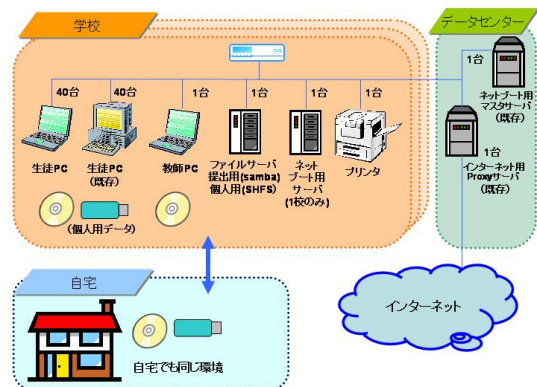 学校
データセンター
40台
40台
1台
1台
1台
1台
1台
生徒PC
生徒PC
(既存)
教師PC
ファイルサーバ
提出用(samba)
個人用(SHFS)
ネット
ブート用
サーバ
(1校のみ)
プリンタ
ネットブート用
マスタサーバ
(既存)
1台
インターネット用
Proxyサーバ
(既存)
(個人用データ)
自宅
自宅でも同じ環境
インターネット